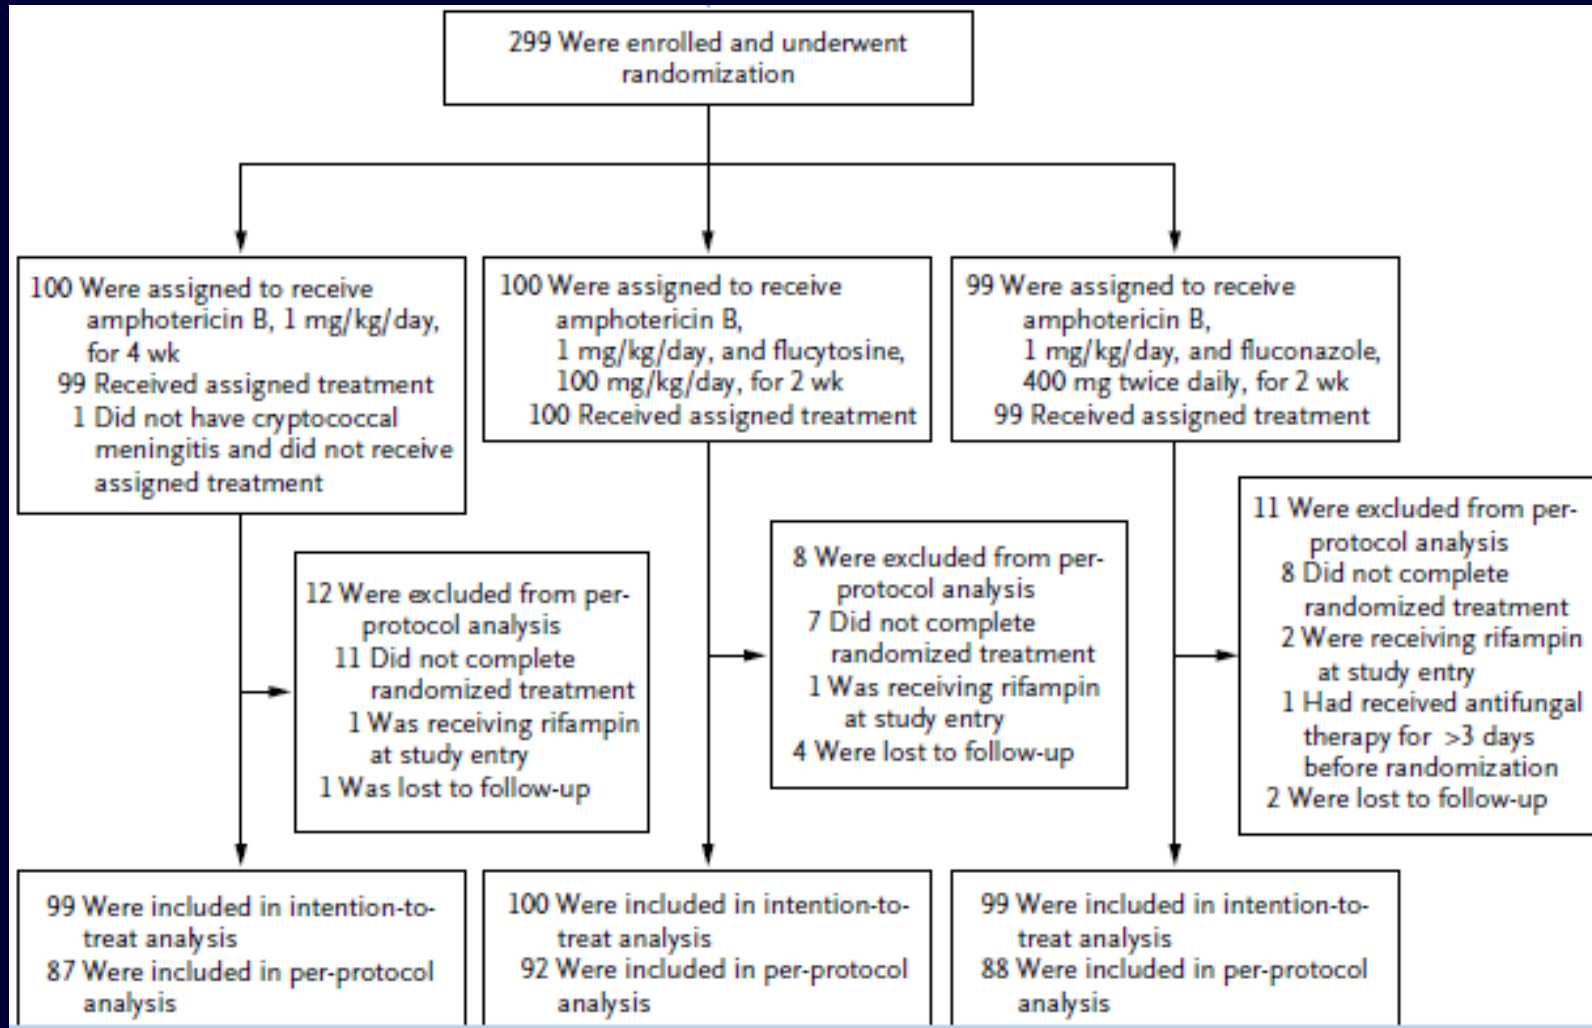 299 Were enrolled and underwent
randomization
100 Were assigned to receive
amphotericin B, 1 mg/kg/day,
for 4 wk
99 Received assigned treatment
1 Did not have cryptococcal
meningitis and did not receive
assigned treatment
100 Were assigned to receive
amphotericin B,
1 mg/kg/day, and flucytosine,
100 mg/kg/day, for 2 wk
100 Received assigned treatment
99 Were assigned to receive
amphotericin B,
1 mg/kg/day, and fluconazole,
400 mg twice daily, for 2 wk
99 Received assigned treatment
12 Were excluded from per-
protocol analysis
11 Did not complete
randomized treatment
1 Was receiving rifampin
at study entry
1 Was lost to follow-up
8 Were excluded from per-
protocol analysis
7 Did not complete
randomized treatment
1 Was receiving rifampin
at study entry
4 Were lost to follow-up
11 Were excluded from per-
protocol analysis
8 Did not complete
randomized treatment
2 Were receiving rifampin
at study entry
1 Had received antifungal
therapy for >3 days
before randomization
2 Were lost to follow-up
99 Were included in intention-to-
treat analysis
87 Were included in per-protocol
analysis
100 Were included in intention-to-
treat analysis
92 Were included in per-protocol
analysis
99 Were included in intention-to-
treat analysis
88 Were included in per-protocol
analysis